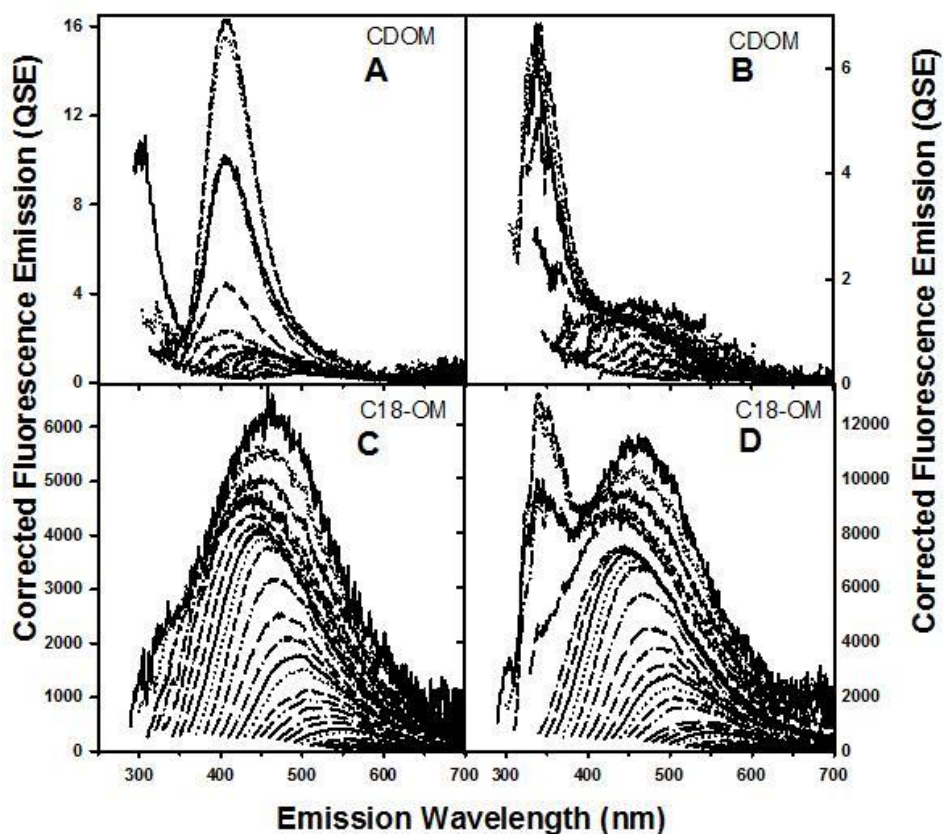 CDOM
A
CDOM
B
C18-OM
C
C18-OM
D
Corrected Fluorescence Emission (QSE)
16
12
8
4
0
6
4
2
0
Corrected Fluorescence Emission (QSE)
6000
5000
4000
3000
2000
1000
0
12000
10000
8000
6000
4000
2000
0
300 400 500 600 700
300 400 500 600 700
Emission Wavelength (nm)